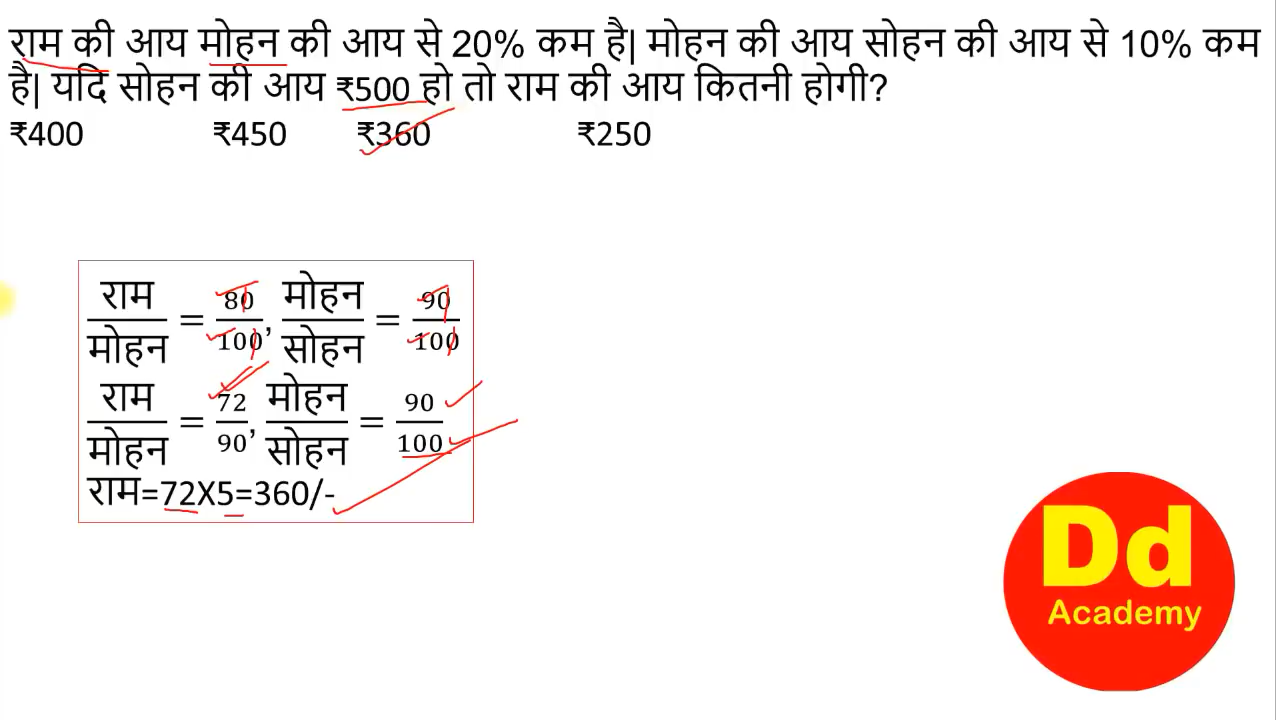 राम की आय मोहन की आय से 20% कम है| मोहन की आय सोहन की आय से 10% कम
है| यदि सोहन की आय ₹500 हो तो राम की आय कितनी होगी?
₹400 ₹450 ₹360 ₹250
राम/मोहन = 80/100, मोहन/सोहन = 90/100
राम/मोहन = 72/90, मोहन/सोहन = 90/100
राम=72X5=360/-
Dd
Academy